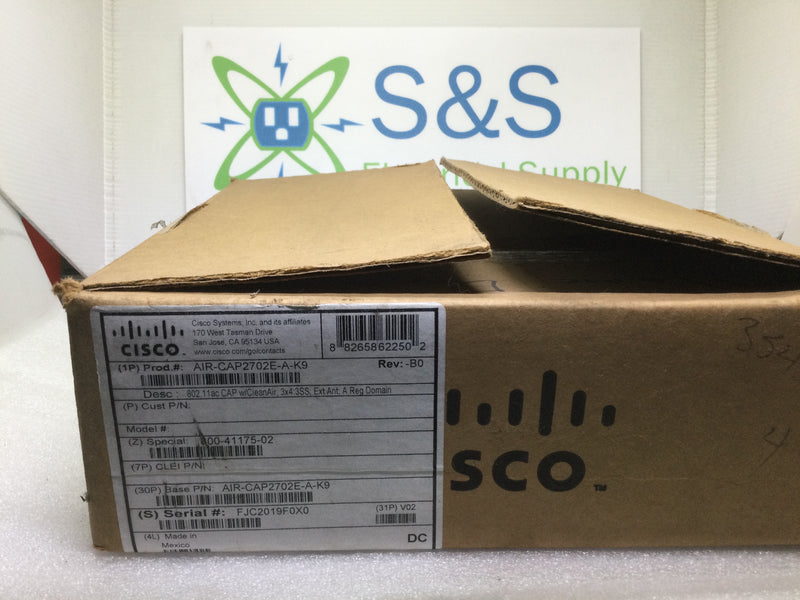 S&S
Supply
CISCO™
Cisco Systems, Inc. and its affiliates
170 West Tasman Drive
San Jose, CA 95134 USA
www.cisco.com/go/contacts
8 82658 62250 2
(1P) Prod.#: AIR-CAP2702E-A-K9
Rev: -B0
Desc : 802.11ac CAP w/CleanAir, 3x4:3SS; Ext Ant; A Reg Domain
(P) Cust P/N:
Model #:
(Z) Special: 800-41175-02
(7P) CLEI P/N:
(30P) Base P/N: AIR-CAP2702E-A-K9
(S) Serial #: FJC2019F0X0
(31P) V02
(4L) Made in
Mexico
DC
SCO™
4